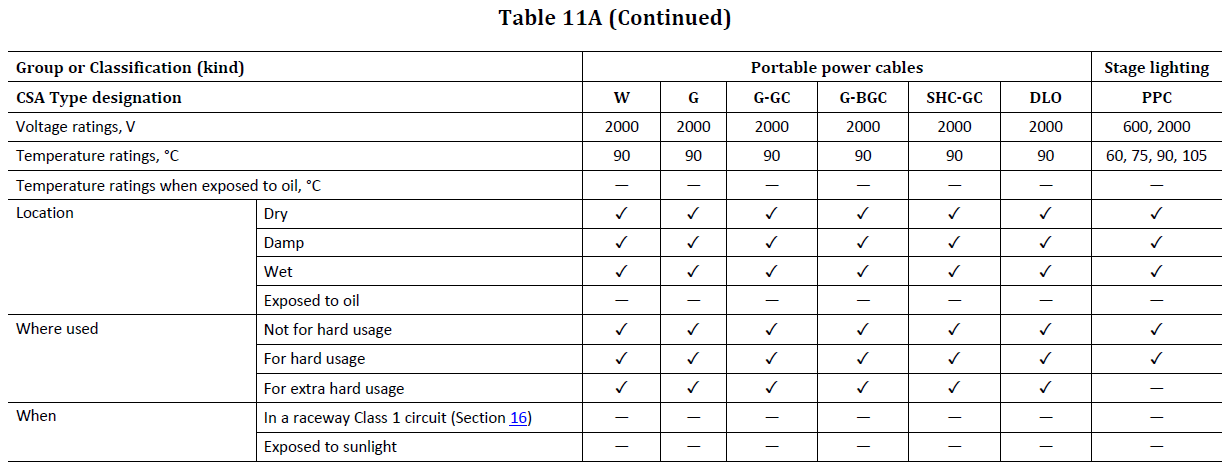 Table 11A (Continued)
Group or Classification (kind) Portable power cables Stage lighting
CSA Type designation W G G-GC G-BGC SHC-GC DLO PPC
Voltage ratings, V 2000 2000 2000 2000 2000 2000 600, 2000
Temperature ratings, °C 90 90 90 90 90 90 60, 75, 90, 105
Temperature ratings when exposed to oil, °C — — — — — — —
Location Dry ✓ ✓ ✓ ✓ ✓ ✓ ✓
Damp ✓ ✓ ✓ ✓ ✓ ✓ ✓
Wet ✓ ✓ ✓ ✓ ✓ ✓ ✓
Exposed to oil — — — — — — —
Where used Not for hard usage ✓ ✓ ✓ ✓ ✓ ✓ ✓
For hard usage ✓ ✓ ✓ ✓ ✓ ✓ ✓
For extra hard usage ✓ ✓ ✓ ✓ ✓ ✓ —
When In a raceway Class 1 circuit (Section 16) — — — — — — —
Exposed to sunlight — — — — — — —